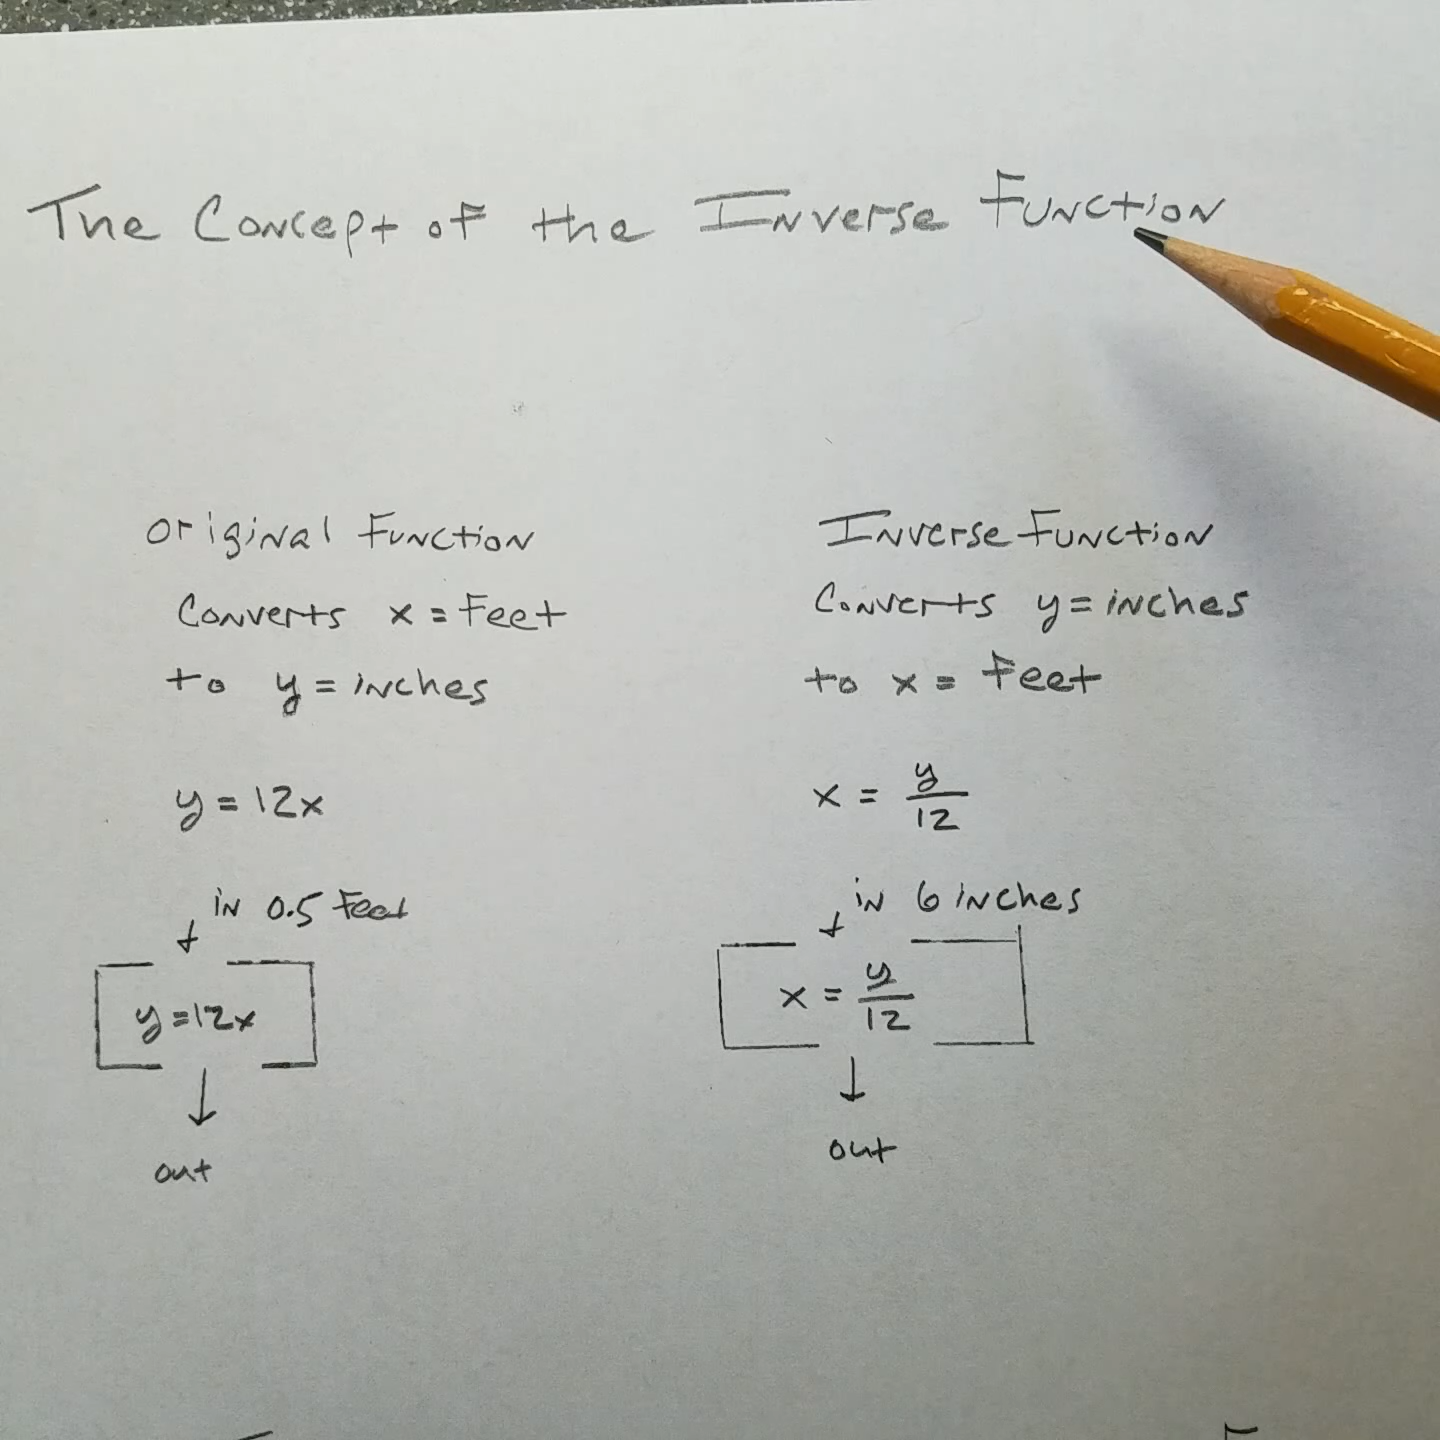 The Concept of the Inverse Function
original Function
Converts x = Feet
to y = inches
y = 12x
in 0.5 Feet
y = 12x
out
Inverse Function
Converts y = inches
to x = Feet
x = y/12
in 6 inches
x = y/12
out